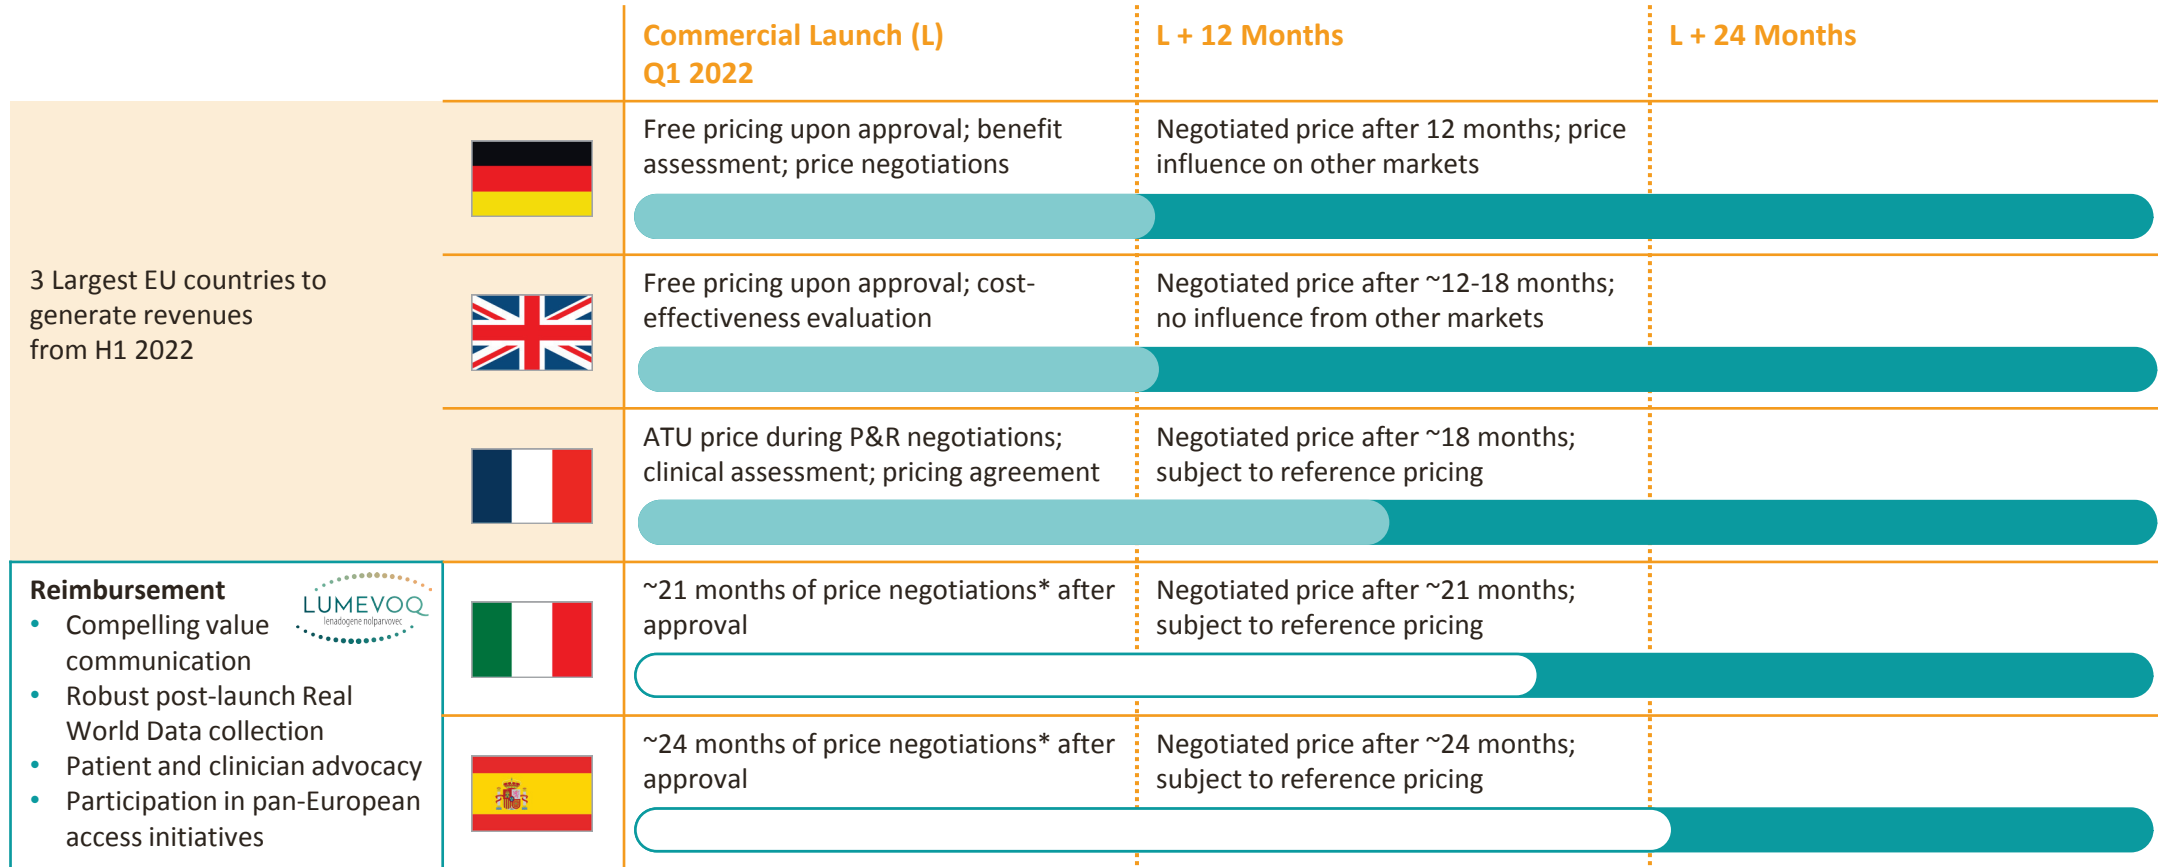 Commercial Launch (L)
Q1 2022
L + 12 Months
L + 24 Months
3 Largest EU countries to
generate revenues
from H1 2022
Free pricing upon approval; benefit
assessment; price negotiations
Negotiated price after 12 months; price
influence on other markets
Free pricing upon approval; cost-
effectiveness evaluation
Negotiated price after ~12-18 months;
no influence from other markets
ATU price during P&R negotiations;
clinical assessment; pricing agreement
Negotiated price after ~18 months;
subject to reference pricing
Reimbursement
• Compelling value
communication
• Robust post-launch Real
World Data collection
• Patient and clinician advocacy
• Participation in pan-European
access initiatives
LUMEVOQ
lenadogene nolparvovec
~21 months of price negotiations* after
approval
Negotiated price after ~21 months;
subject to reference pricing
~24 months of price negotiations* after
approval
Negotiated price after ~24 months;
subject to reference pricing